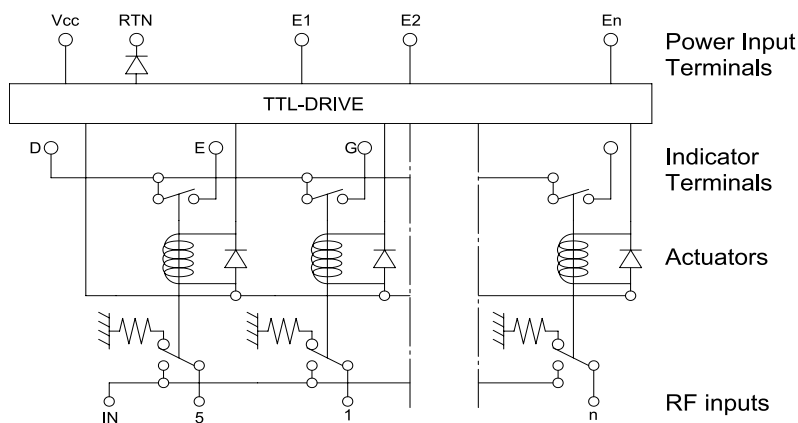 Vcc RTN E1 E2 En
Power Input
Terminals
TTL-DRIVE
D E G
Indicator
Terminals
Actuators
RF inputs
IN 5 1 n